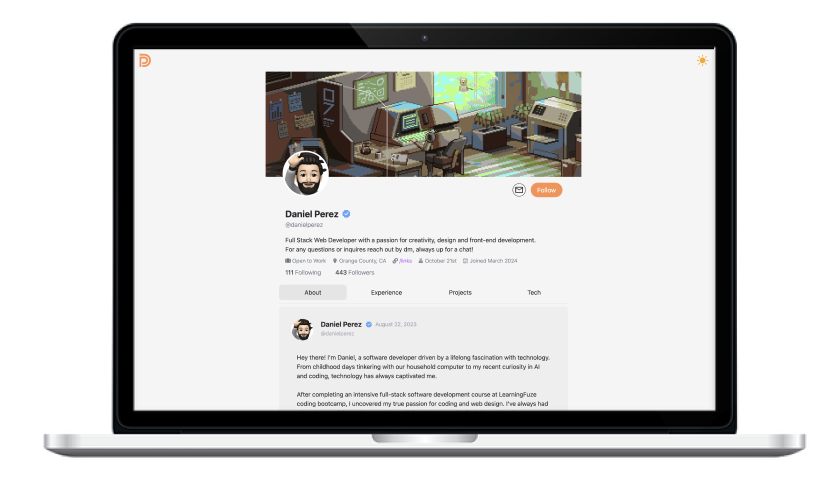 Follow
Daniel Perez
@danielperez
Full Stack Web Developer with a passion for creativity, design and front-end development.
For any questions or inquires reach out by dm, always up for a chat!
Open to Work Orange County, CA /links October 21st Joined March 2024
111 Following 443 Followers
About Experience Projects Tech
Daniel Perez August 22, 2023
@danielperez
Hey there! I'm Daniel, a software developer driven by a lifelong fascination with technology.
From childhood days tinkering with our household computer to my recent curiosity in AI
and coding, technology has always captivated me.
After completing an intensive full-stack software development course at LearningFuze
coding bootcamp, I uncovered my true passion for coding and web design. I've always had